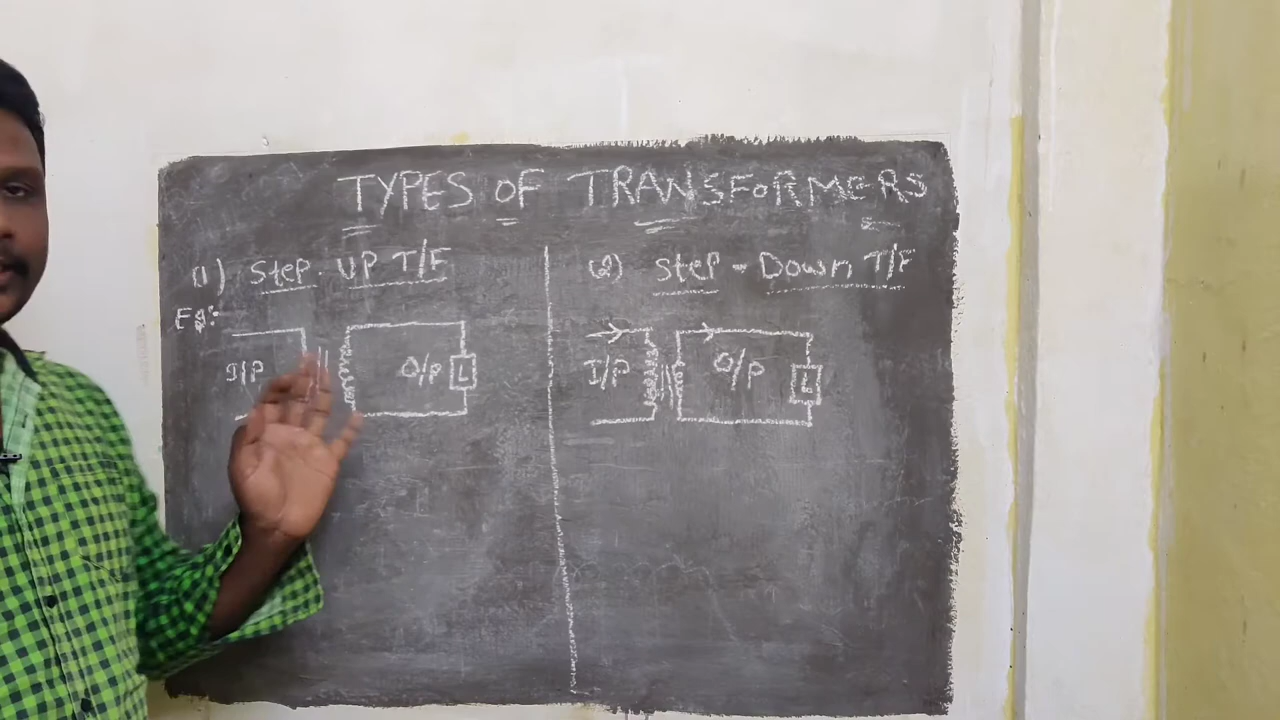 TYPES OF TRANSFORMERS
(1) Step-UP T/F
Eg:-
I/P
O/P
L
(2) Step-Down T/F
I/P
O/P
L